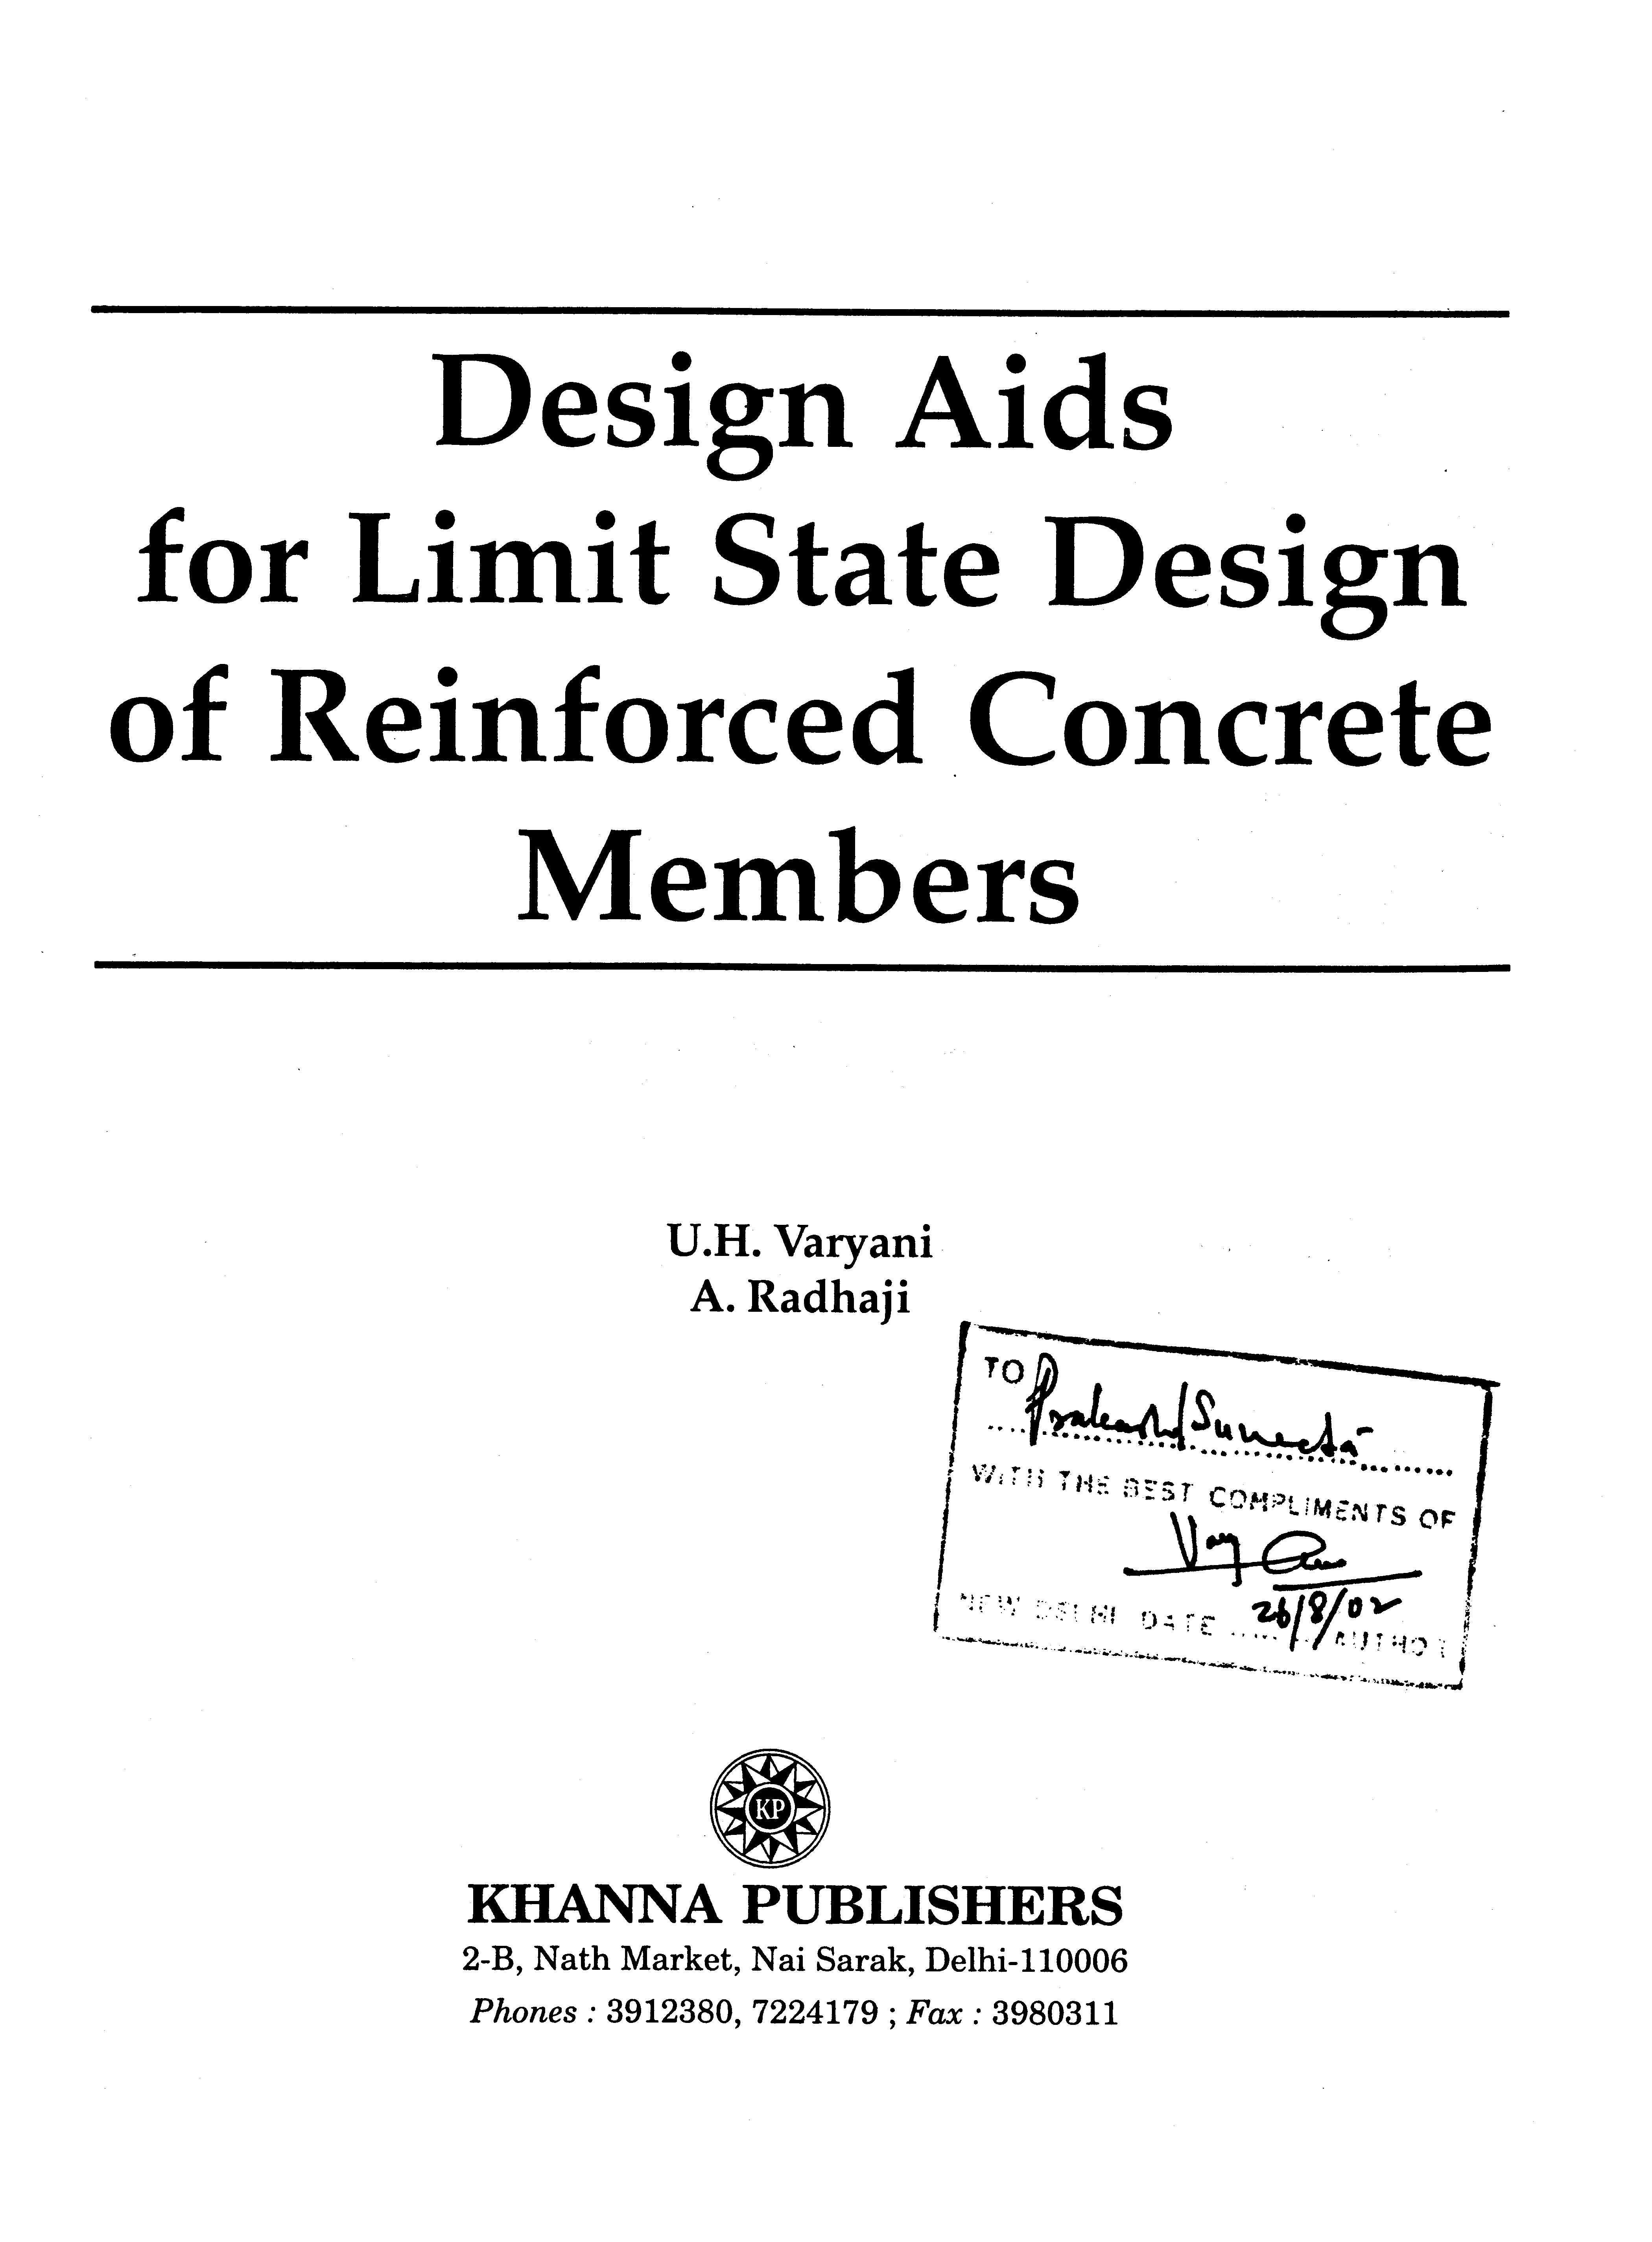 Design Aids
for Limit State Design
of Reinforced Concrete
Members
U.H. Varyani
A. Radhaji
TO
Prakash/Suneeta
WITH THE BEST COMPLIMENTS OF
NEW DELHI DATE 26/8/02 AUTHOR
KP
KHANNA PUBLISHERS
2-B, Nath Market, Nai Sarak, Delhi-110006
Phones : 3912380, 7224179 ; Fax : 3980311